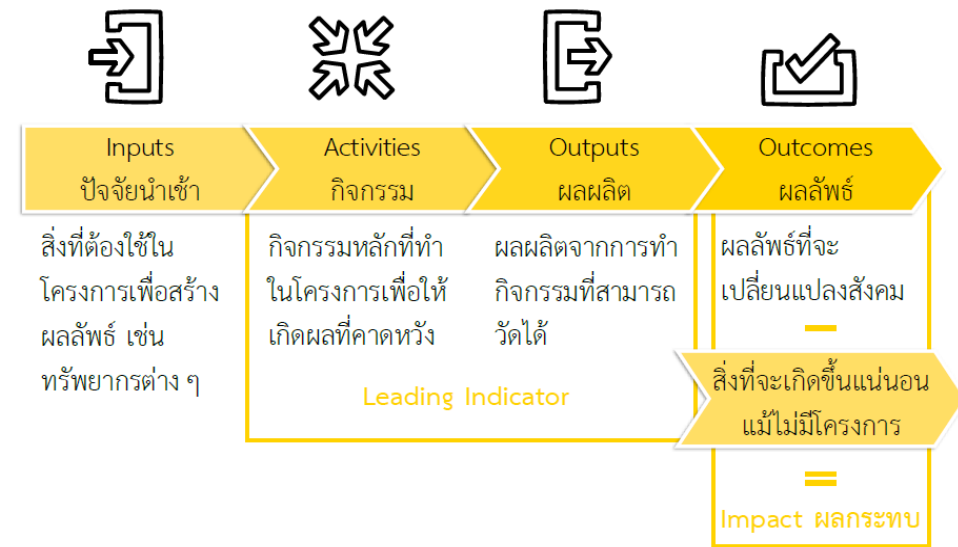 Inputs
ปัจจัยนำเข้า
Activities
กิจกรรม
Outputs
ผลผลิต
Outcomes
ผลลัพธ์
สิ่งที่ต้องใช้ใน
โครงการเพื่อสร้าง
ผลลัพธ์ เช่น
ทรัพยากรต่าง ๆ
กิจกรรมหลักที่ทำ
ในโครงการเพื่อให้
เกิดผลที่คาดหวัง
ผลผลิตจากการทำ
กิจกรรมที่สามารถ
วัดได้
Leading Indicator
ผลลัพธ์ที่จะ
เปลี่ยนแปลงสังคม
–
สิ่งที่จะเกิดขึ้นแน่นอน
แม้ไม่มีโครงการ
=
Impact ผลกระทบ